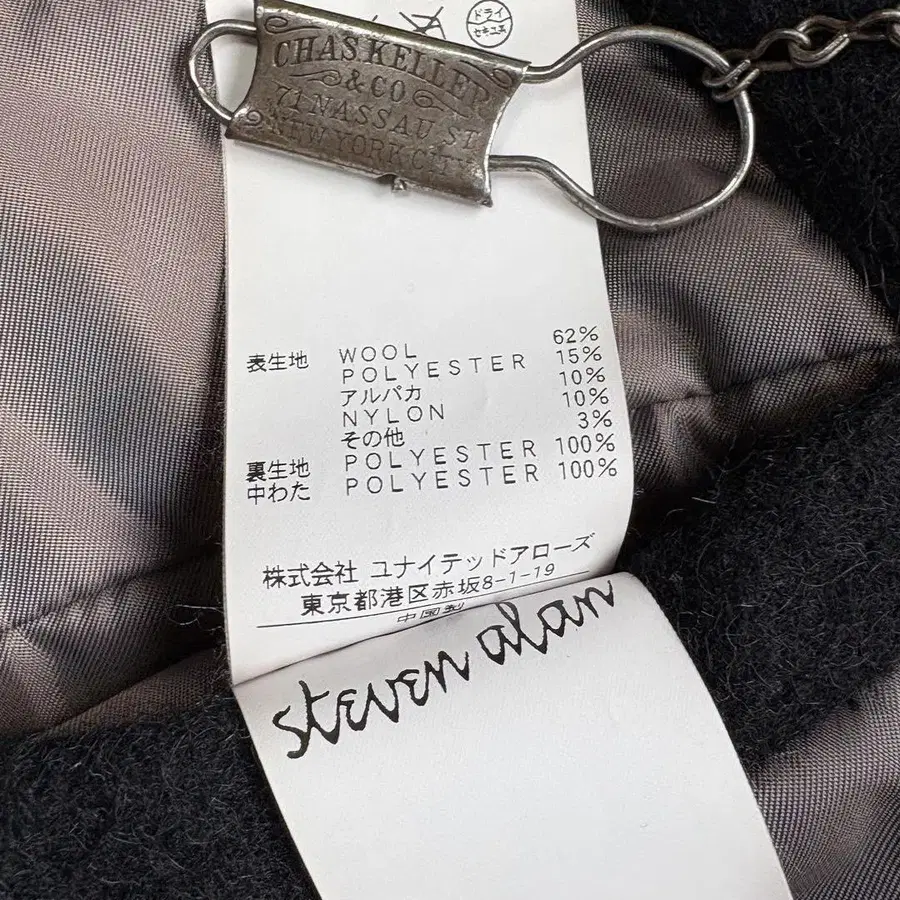 ドライ
セキユ系
CHAS KELLER
& CO
71 NASSAU ST.
NEW YORK CITY
表生地 WOOL 62%
POLYESTER 15%
アルパカ 10%
NYLON 10%
その他 3%
裏生地 POLYESTER 100%
中わた POLYESTER 100%
株式会社 ユナイテッドアローズ
東京都港区赤坂8-1-19
中国製
steven alan